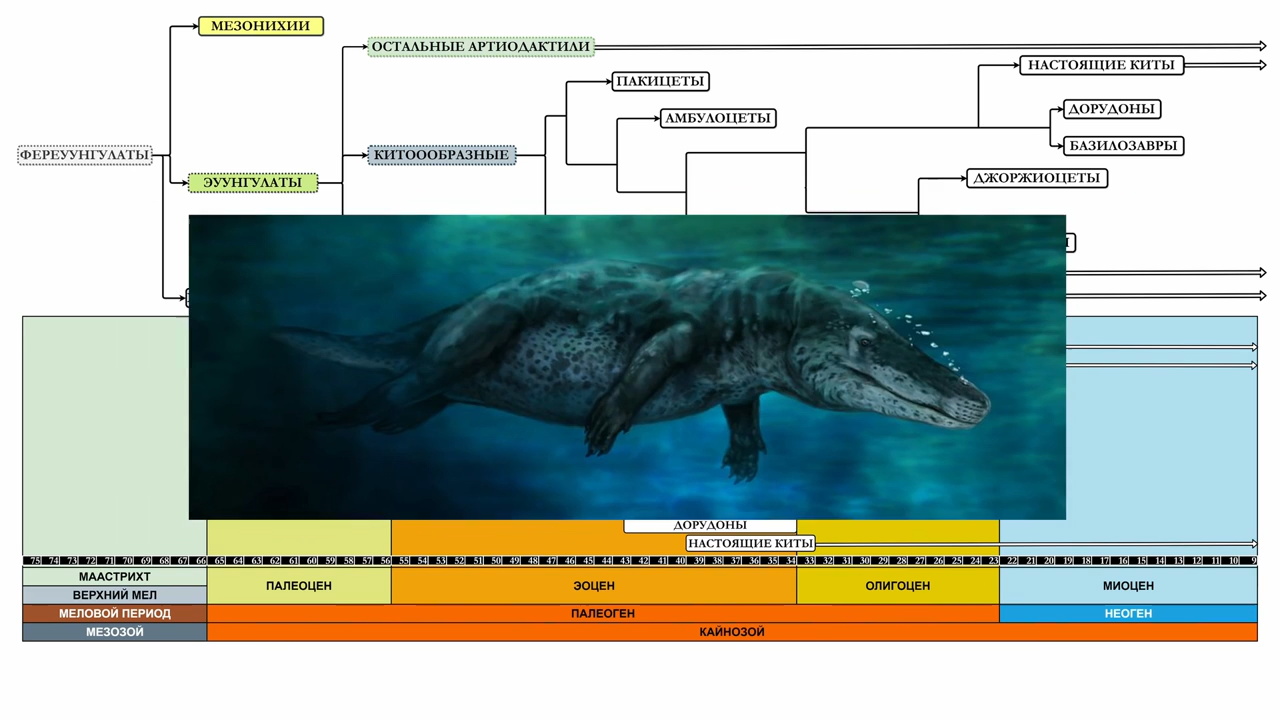 МЕЗОНИХИИ
ОСТАЛЬНЫЕ АРТИОДАКТИЛИ
НАСТОЯЩИЕ КИТЫ
ПАКИЦЕТЫ
ДОРУДОНЫ
АМБУЛОЦЕТЫ
БАЗИЛОЗАВРЫ
ФЕРЕУУНГУЛАТЫ
КИТОООБРАЗНЫЕ
ЭУУНГУЛАТЫ
ДЖОРЖИОЦЕТЫ
ДОРУДОНЫ
НАСТОЯЩИЕ КИТЫ
75 74 73 72 71 70 69 68 67 66 65 64 63 62 61 60 59 58 57 56 55 54 53 52 51 50 49 48 47 46 45 44 43 42 41 40 39 38 37 36 35 34 33 32 31 30 29 28 27 26 25 24 23 22 21 20 19 18 17 16 15 14 13 12 11 10 9
МААСТРИХТ
ВЕРХНИЙ МЕЛ
ПАЛЕОЦЕН
ЭОЦЕН
ОЛИГОЦЕН
МИОЦЕН
МЕЛОВОЙ ПЕРИОД
ПАЛЕОГЕН
НЕОГЕН
МЕЗОЗОЙ
КАЙНОЗОЙ